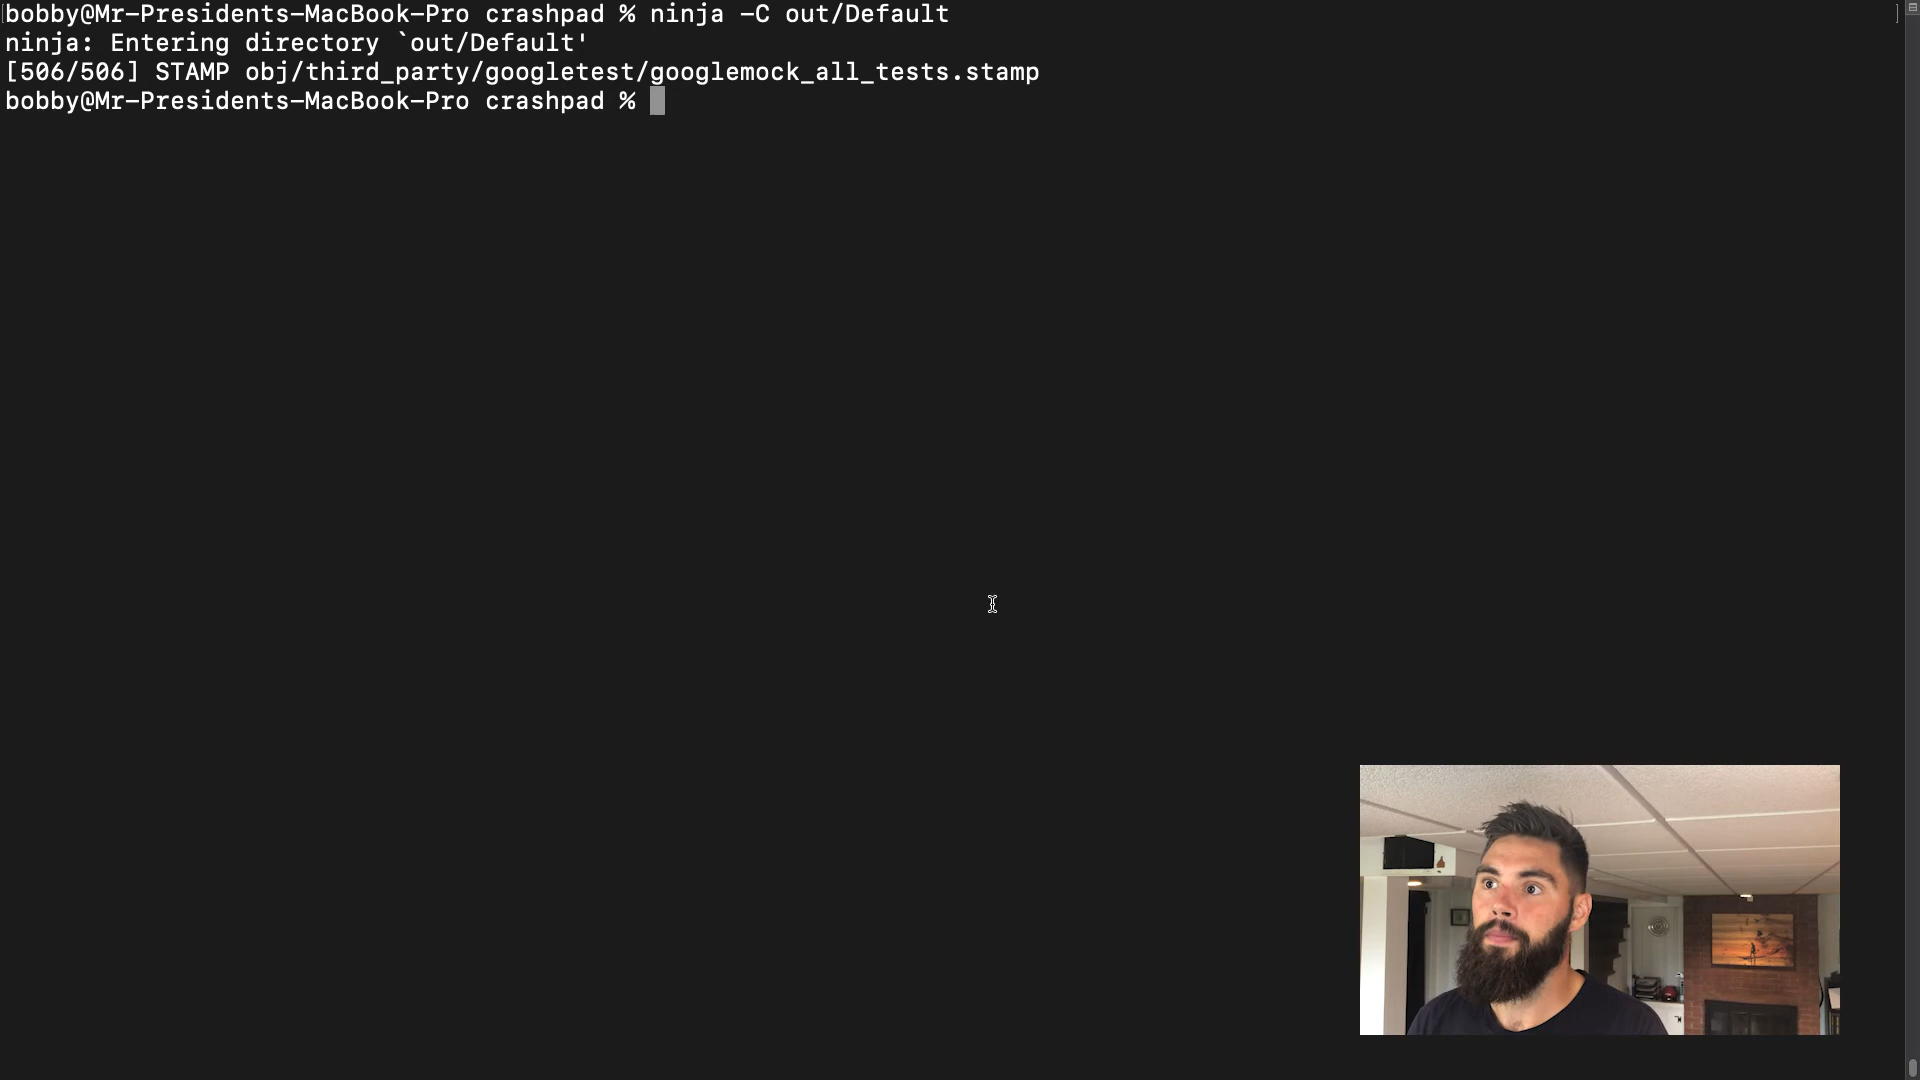 bobby@Mr-Presidents-MacBook-Pro crashpad % ninja -C out/Default
ninja: Entering directory `out/Default'
[506/506] STAMP obj/third_party/googletest/googlemock_all_tests.stamp
bobby@Mr-Presidents-MacBook-Pro crashpad %